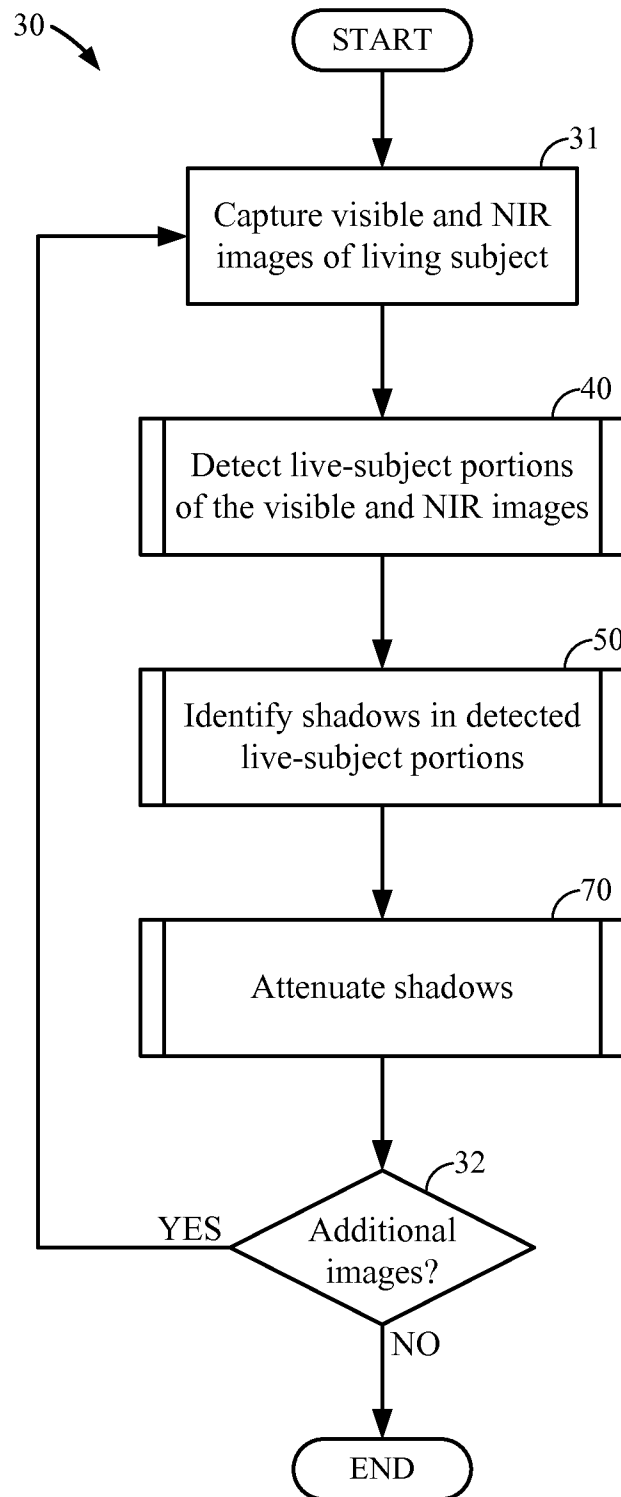 30
START
31
Capture visible and NIR
images of living subject
40
Detect live-subject portions
of the visible and NIR images
50
Identify shadows in detected
live-subject portions
70
Attenuate shadows
32
YES
Additional
images?
NO
END